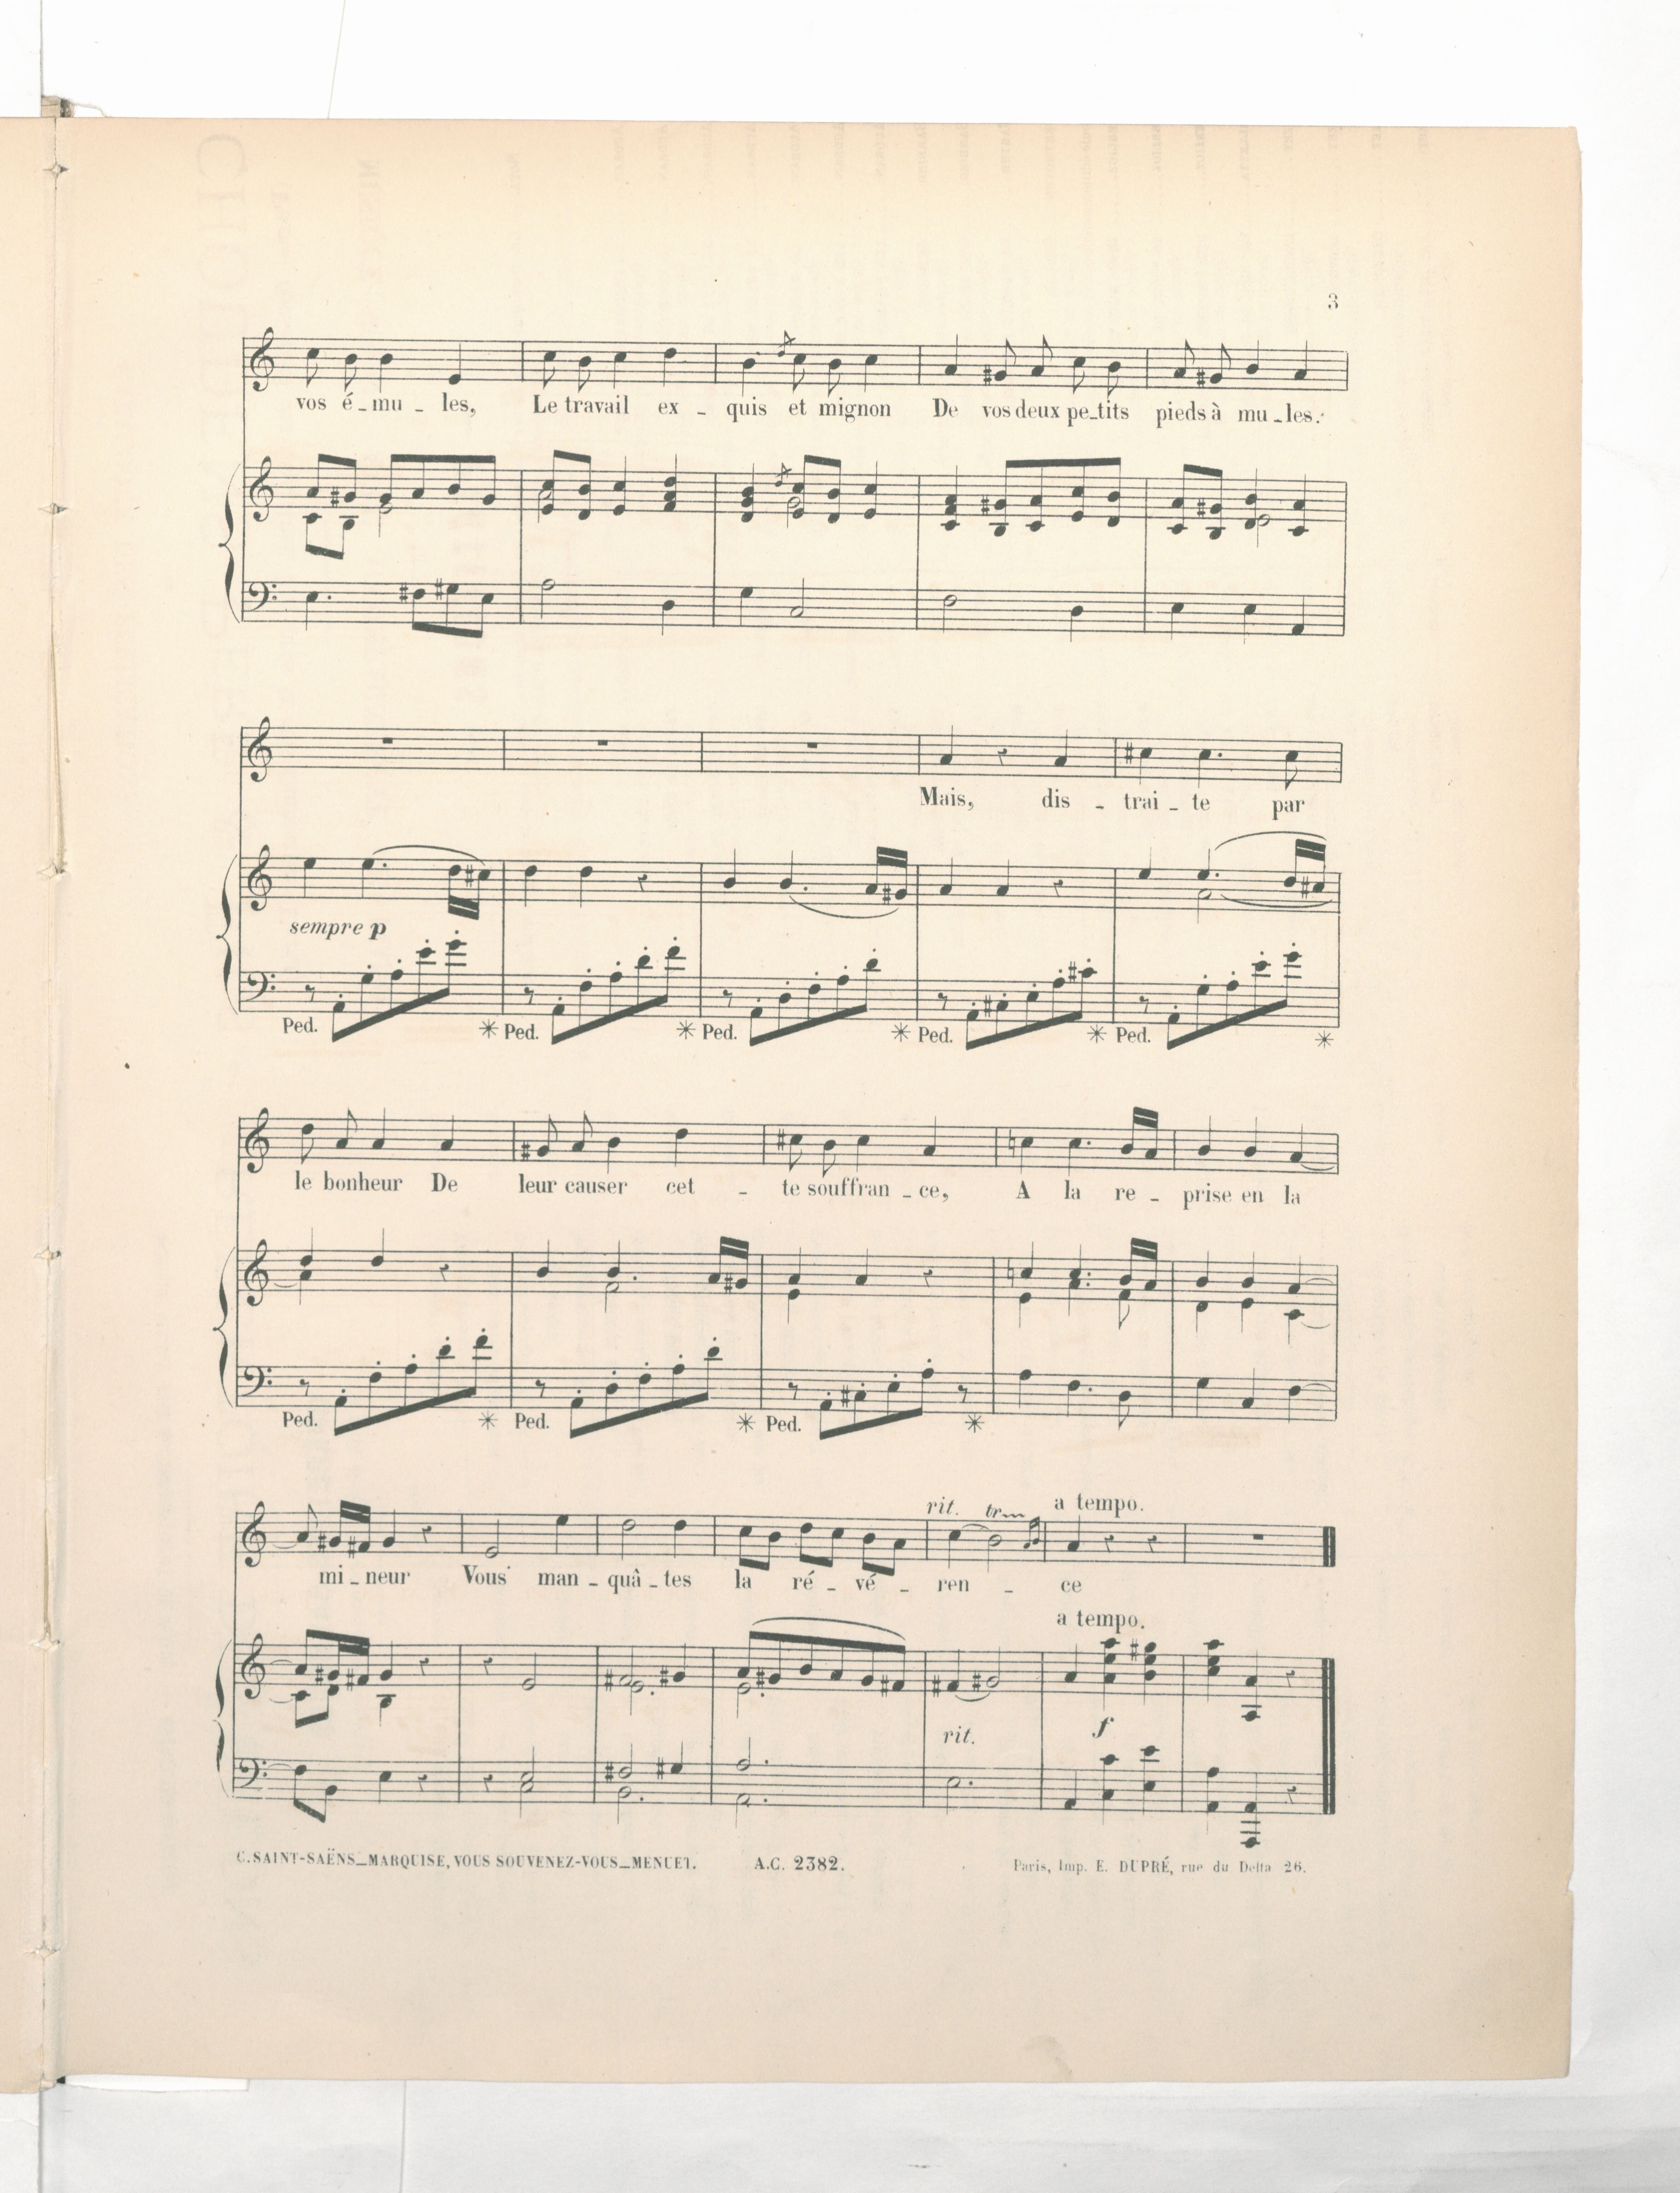 3
vos é_mu_les, Le travail ex_quis et mignon De vos deux pe_tits pieds à mu_les.
sempre p
Mais, dis_trai_te par
Ped. * Ped. * Ped. * Ped. * Ped. *
le bonheur De leur causer cet_te souffran_ce, A la re_prise en la
Ped. * Ped. * Ped. *
rit. tr a tempo.
mi_neur Vous man_quâ_tes la ré_vé_ren_ce
a tempo.
rit. f
C. SAINT-SAËNS_MARQUISE, VOUS SOUVENEZ-VOUS_MENUET. A.C. 2382. Paris, Imp. E. DUPRÉ, rue du Delta 26.